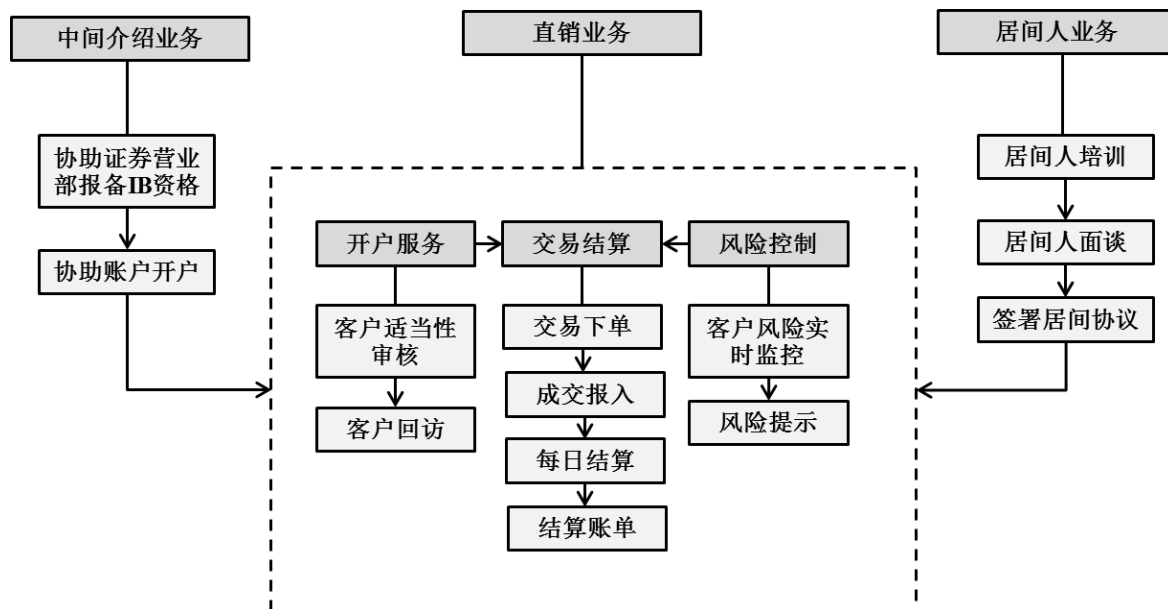 中间介绍业务
直销业务
居间人业务
协助证券营业
部报备IB资格
协助账户开户
居间人培训
居间人面谈
签署居间协议
开户服务
交易结算
风险控制
客户适当性
审核
客户回访
交易下单
成交报入
每日结算
结算账单
客户风险实
时监控
风险提示